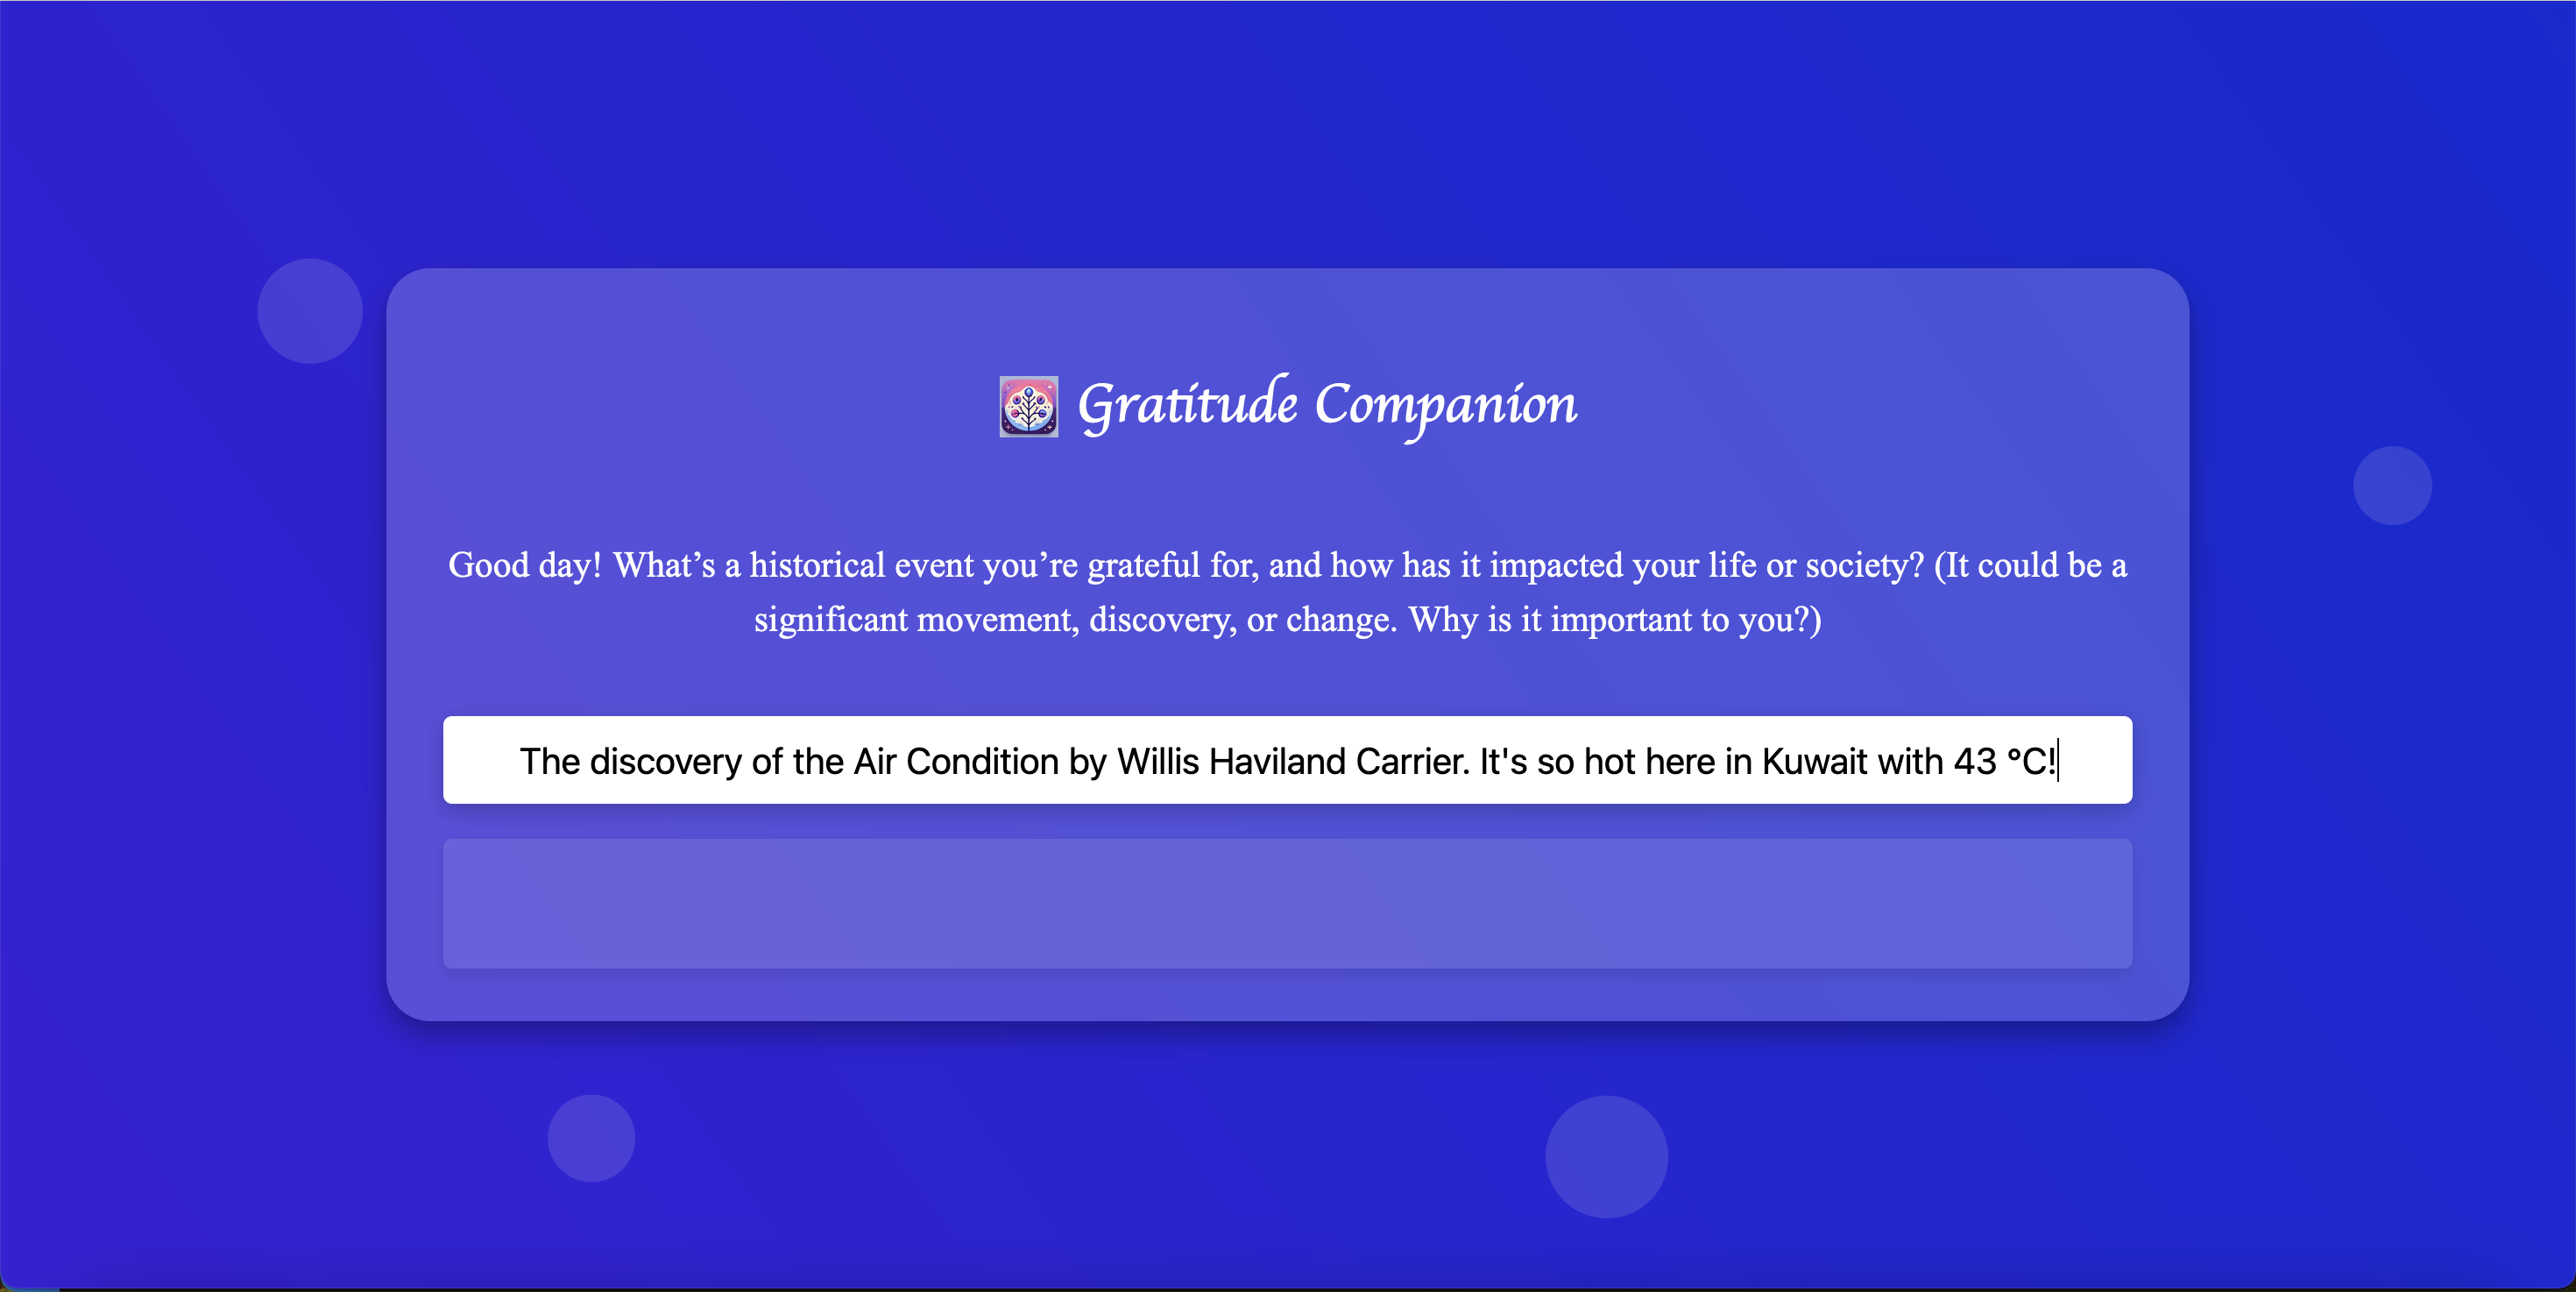 Gratitude Companion
Good day! What’s a historical event you’re grateful for, and how has it impacted your life or society? (It could be a
significant movement, discovery, or change. Why is it important to you?)
The discovery of the Air Condition by Willis Haviland Carrier. It's so hot here in Kuwait with 43 °C!